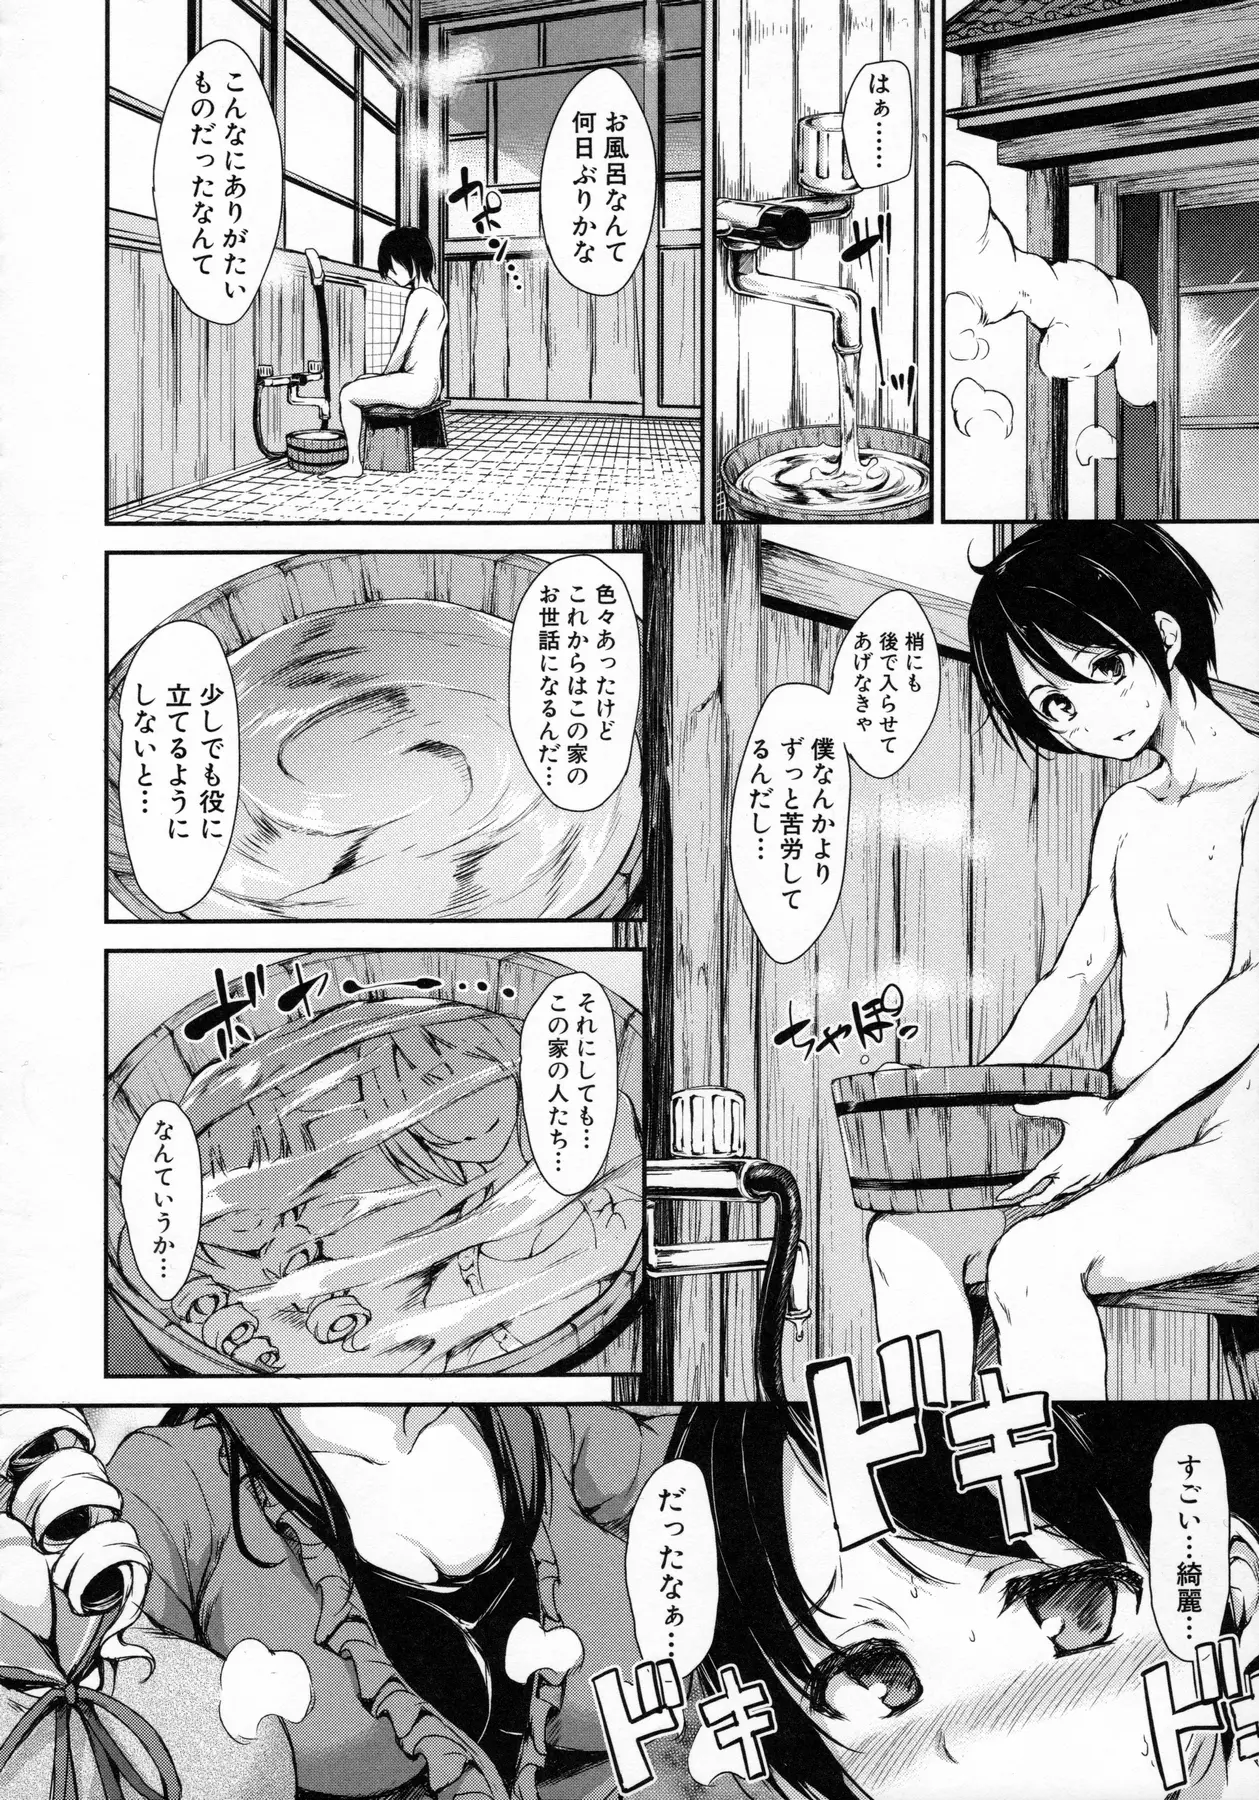 はぁ……
お風呂なんて
何日ぶりかな
カポン…
こんなにありがたい
ものだったなんて
梢にも
後で入らせて
あげなきゃ
僕なんかより
ずっと苦労して
るんだし…
ちゃぽっ
色々あったけど
これからはこの家の
お世話になるんだ…
少しでも役に
立てるように
しないと…
それにしても…
この家の人たち…
ボヤー…
なんていうか…
すごい…綺麗…
ドキ
だったなぁ…
ドキ
ドキ